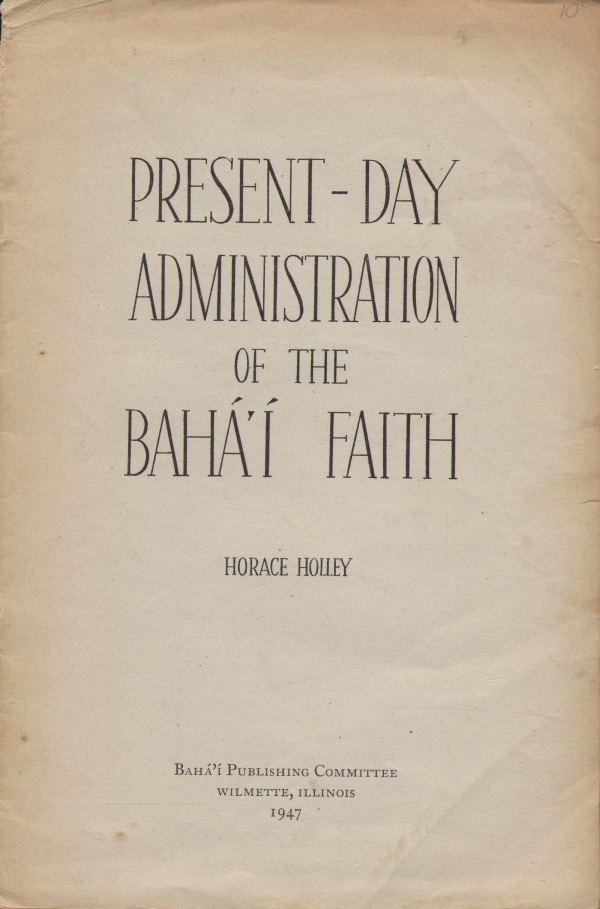 10¢
PRESENT-DAY
ADMINISTRATION
OF THE
BAHÁ'Í FAITH
HORACE HOLLEY
BAHÁ'Í PUBLISHING COMMITTEE
WILMETTE, ILLINOIS
1947